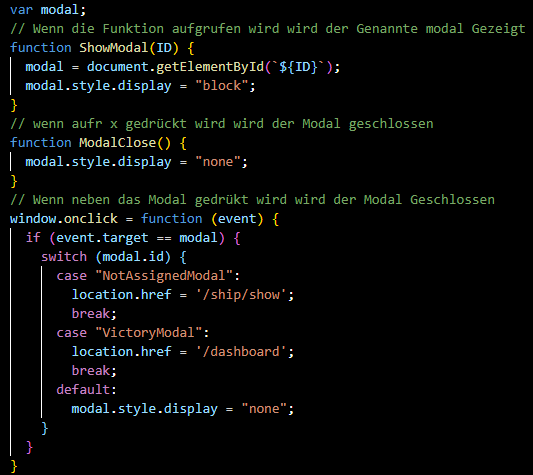 var modal;
// Wenn die Funktion aufgrufen wird wird der Genannte modal Gezeigt
function ShowModal(ID) {
  modal = document.getElementById(`${ID}`);
  modal.style.display = "block";
}
// wenn aufr x gedrückt wird wird der Modal geschlossen
function ModalClose() {
  modal.style.display = "none";
}
// Wenn neben das Modal gedrükt wird wird der Modal Geschlossen
window.onclick = function (event) {
  if (event.target == modal) {
    switch (modal.id) {
      case "NotAssignedModal":
        location.href = '/ship/show';
        break;
      case "VictoryModal":
        location.href = '/dashboard';
        break;
      default:
        modal.style.display = "none";
    }
  }
}